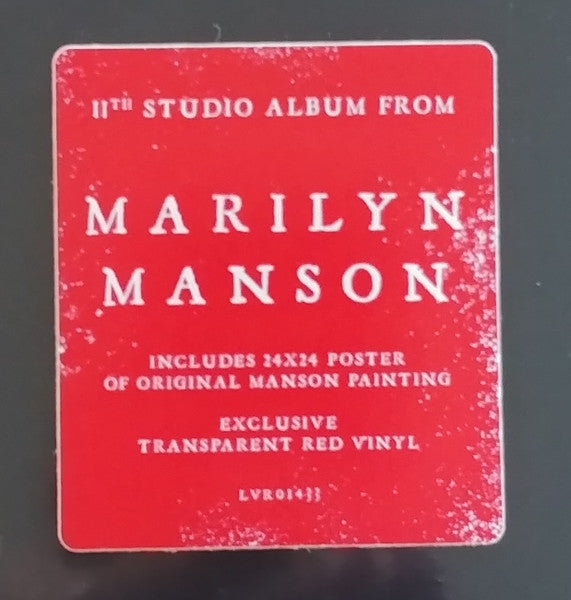 11TH STUDIO ALBUM FROM
MARILYN
MANSON
INCLUDES 24X24 POSTER
OF ORIGINAL MANSON PAINTING
EXCLUSIVE
TRANSPARENT RED VINYL
LVR01433